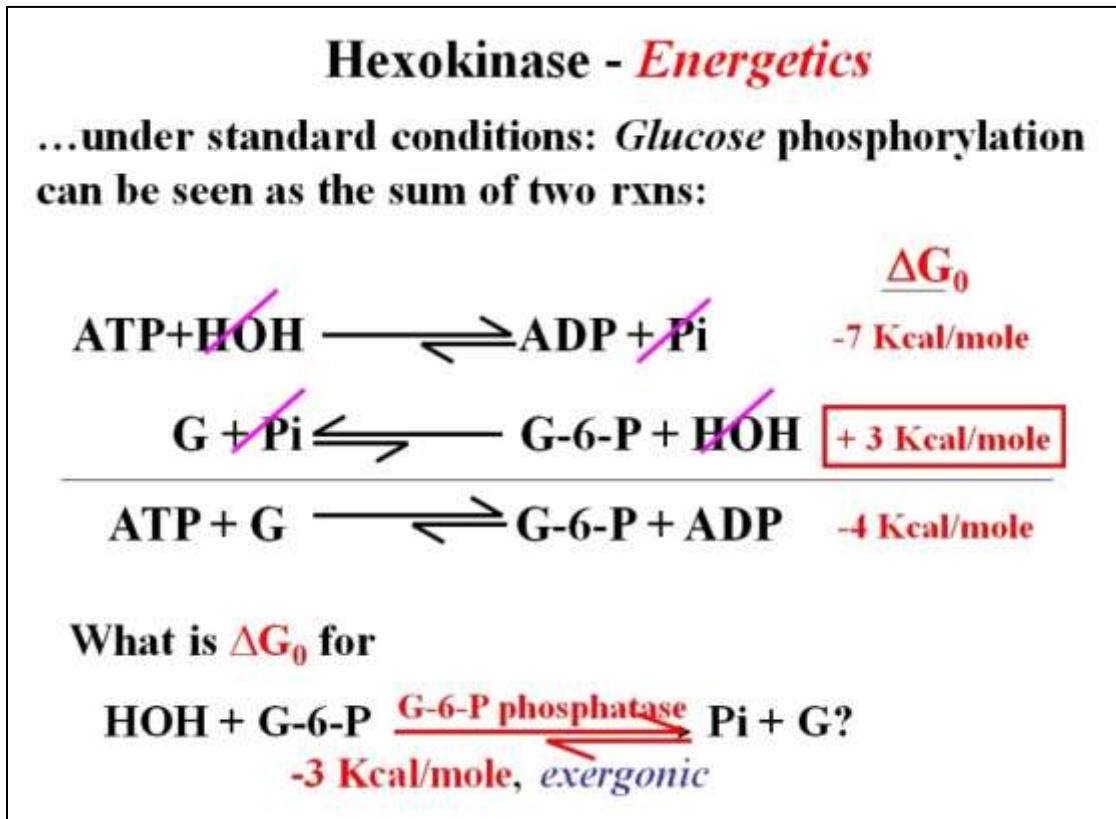 Hexokinase - Energetics
…under standard conditions: Glucose phosphorylation
can be seen as the sum of two rxns:
ΔG₀
ATP+HOH ADP + Pi -7 Kcal/mole
G + Pi G-6-P + HOH + 3 Kcal/mole
ATP + G G-6-P + ADP -4 Kcal/mole
What is ΔG₀ for
HOH + G-6-P G-6-P phosphatase Pi + G?
-3 Kcal/mole, exergonic